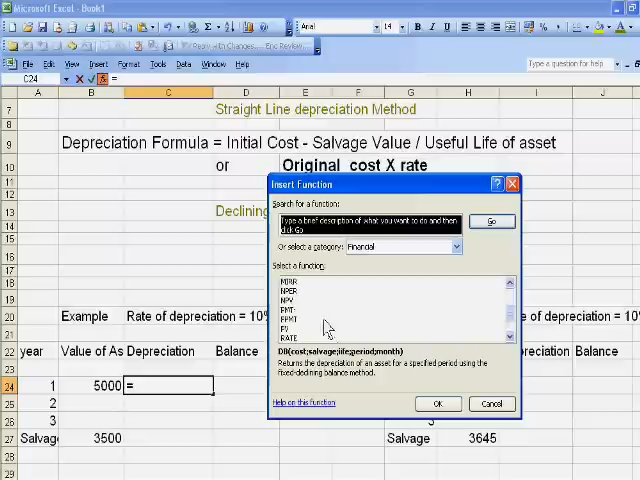 Microsoft Excel - Book1
Arial
14
B I U
Reply with Changes... End Review...
File Edit View Insert Format Tools Data Window Help
Type a question for help
C24
=
A B C D E F G H I J
7 Straight Line depreciation Method
8
9 Depreciation Formula = Initial Cost - Salvage Value / Useful Life of asset
10 or Original cost X rate
11
12
13 Declining
14
15
16
17
18
19
20 Example Rate of depreciation = 10%
21
22 year Value of As Depreciation Balance Balance
23
24 1 5000 =
25 2
26 3 3
27 Salvage 3500 Salvage 3645
28
29
Insert Function
Search for a function:
Type a brief description of what you want to do and then click Go
Go
Or select a category: Financial
Select a function:
MIRR
NPER
NPV
PMT
PPMT
PV
RATE
DB(cost;salvage;life;period;month)
Returns the depreciation of an asset for a specified period using the
fixed-declining balance method.
Help on this function
OK
Cancel